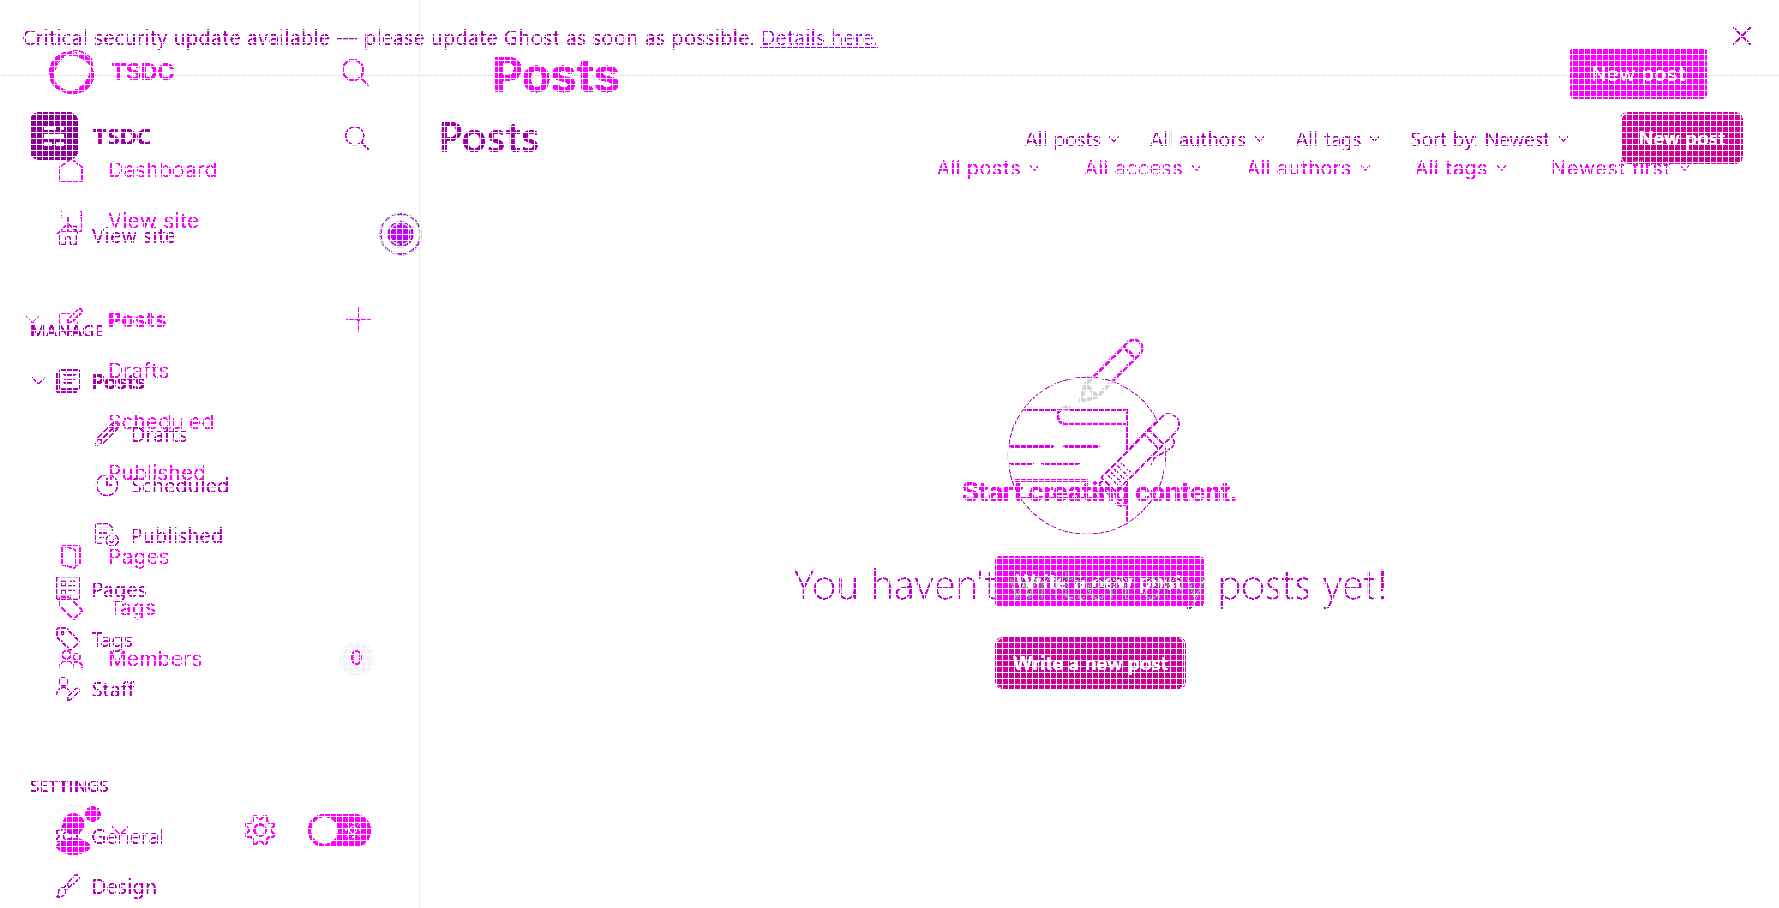 Critical security update available — please update Ghost as soon as possible. Details here.
TSDC
Posts
New post
TSDC
Posts
All posts
All authors
All tags
Sort by: Newest
New post
Dashboard
All posts
All access
All authors
All tags
Newest first
View site
View site
Posts
MANAGE
Drafts
Posts
Scheduled
Drafts
Published
Scheduled
Start creating content.
Published
Pages
You haven't posts yet!
Pages
Tags
Tags
Members
0
Write a new post
Staff
SETTINGS
General
Design